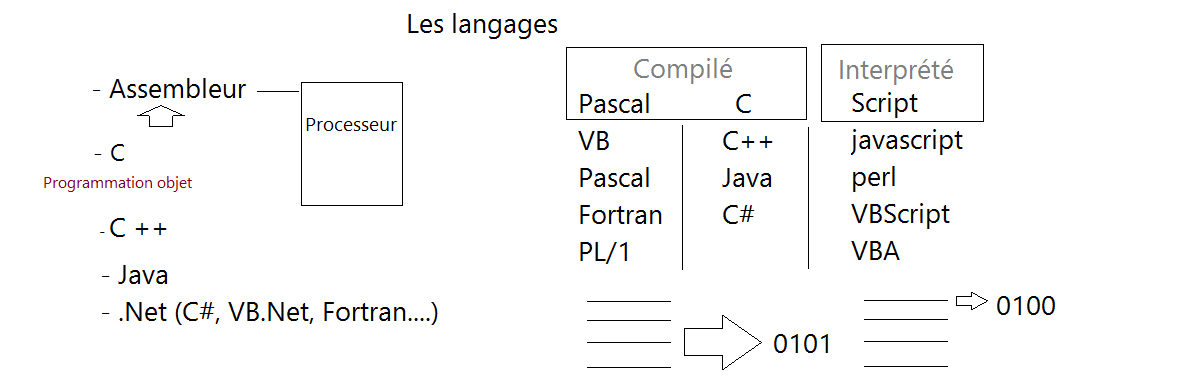 Les langages
- Assembleur
Processeur
- C
Programmation objet
- C ++
- Java
- .Net (C#, VB.Net, Fortran....)
Compilé
Pascal C
VB C++
Pascal Java
Fortran C#
PL/1
0101
Interprété
Script
javascript
perl
VBScript
VBA
0100